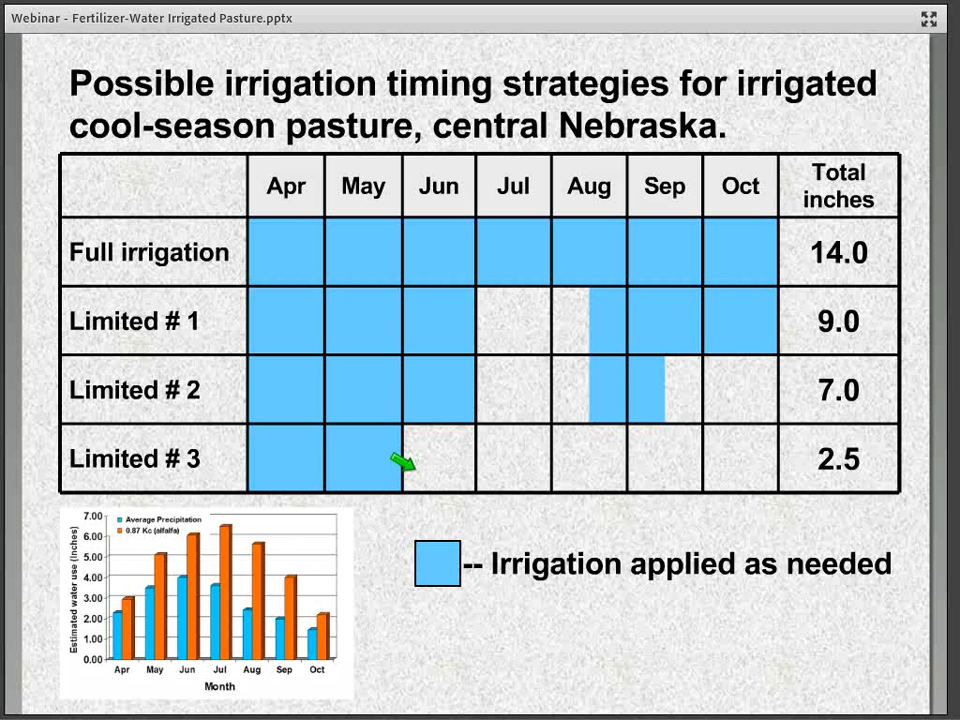 Webinar - Fertilizer-Water Irrigated Pasture.pptx
Possible irrigation timing strategies for irrigated
cool-season pasture, central Nebraska.
Apr May Jun Jul Aug Sep Oct Total inches
Full irrigation 14.0
Limited # 1 9.0
Limited # 2 7.0
Limited # 3 2.5
-- Irrigation applied as needed
Average Precipitation
0.87 Kc (alfalfa)
Estimated water use (inches)
7.00
6.00
5.00
4.00
3.00
2.00
1.00
0.00
Apr May Jun Jul Aug Sep Oct
Month